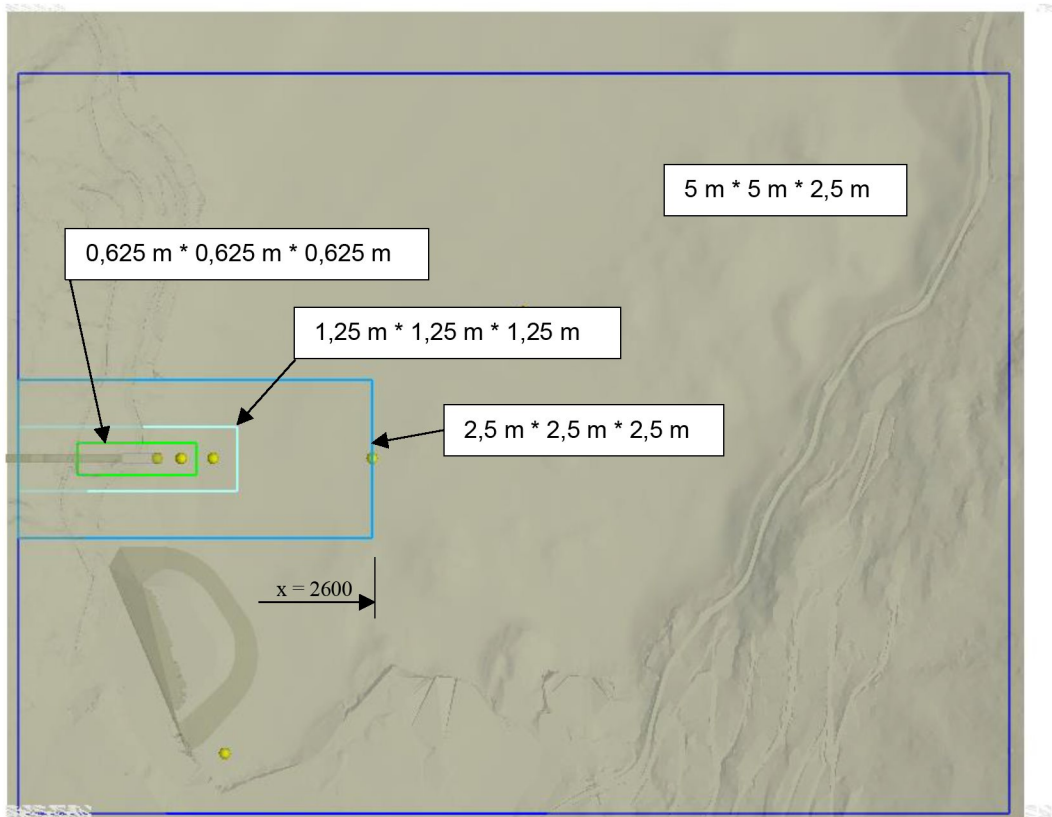 5 m * 5 m * 2,5 m
0,625 m * 0,625 m * 0,625 m
1,25 m * 1,25 m * 1,25 m
2,5 m * 2,5 m * 2,5 m
x = 2600